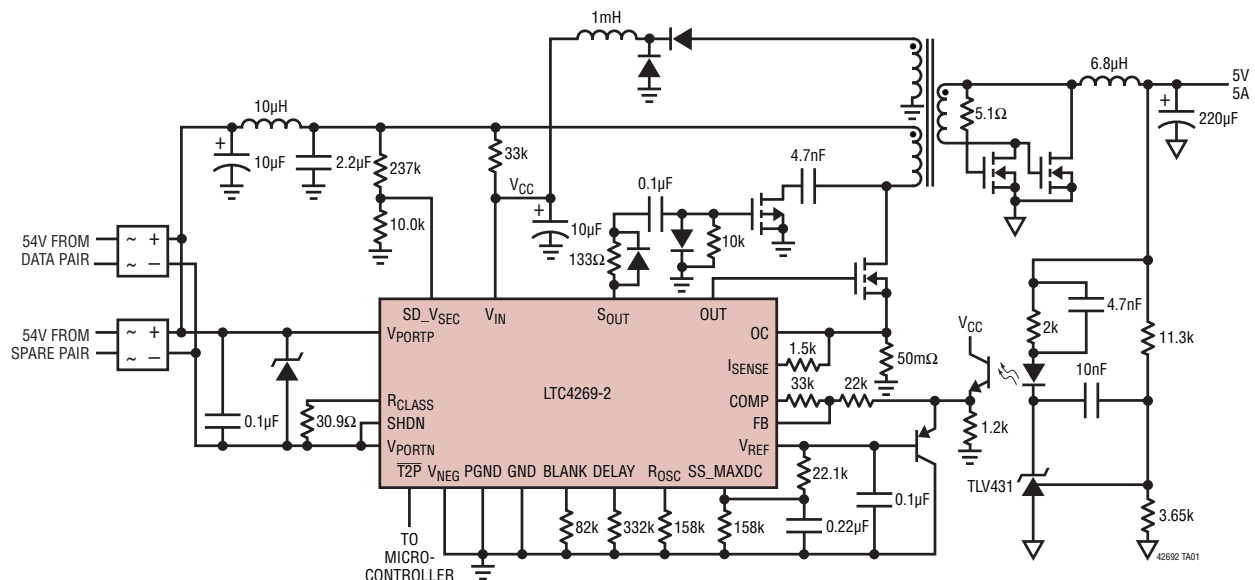 1mH
6.8µH
5V
5A
10µH
5.1Ω
+
220µF
+
10µF
2.2µF
237k
33k
4.7nF
0.1µF
VCC
+
10µF
10.0k
133Ω
10k
54V FROM
DATA PAIR
~ +
~ −
54V FROM
SPARE PAIR
~ +
~ −
SD_VSEC
VIN
SOUT
OUT
VPORTP
OC
1.5k
ISENSE
50mΩ
VCC
2k
4.7nF
11.3k
10nF
LTC4269-2
RCLASS
33k
22k
COMP
SHDN
FB
0.1µF
30.9Ω
1.2k
VPORTN
VREF
T2P
VNEG
PGND
GND
BLANK
DELAY
ROSC
SS_MAXDC
22.1k
0.1µF
TLV431
82k
332k
158k
158k
0.22µF
3.65k
TO
MICRO-
CONTROLLER
42692 TA01